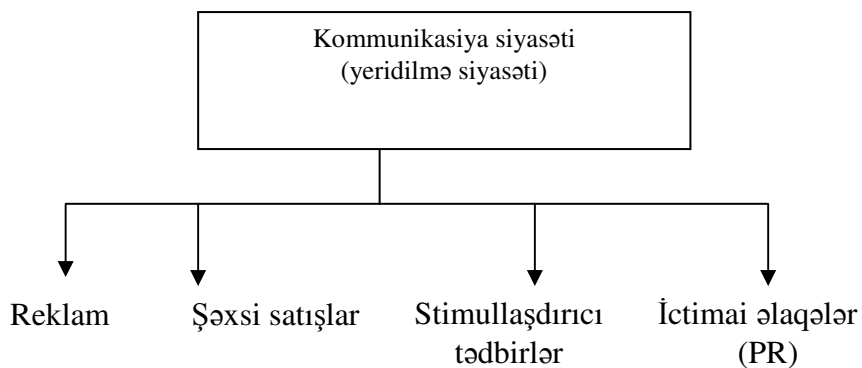 Kommunikasiya siyasəti
(yeridilmə siyasəti)
Reklam
Şəxsi satışlar
Stimullaşdırıcı
tədbirlər
İctimai əlaqələr
(PR)